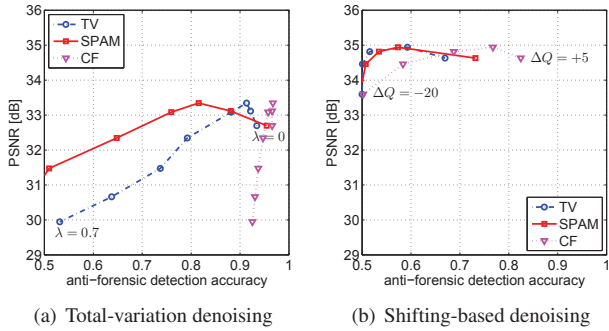 36
35
34
33
32
31
30
29
PSNR [dB]
TV
SPAM
CF
λ = 0
λ = 0.7
0.5 0.6 0.7 0.8 0.9 1
anti-forensic detection accuracy
(a) Total-variation denoising
36
35
34
33
32
31
30
29
PSNR [dB]
ΔQ = +5
ΔQ = −20
TV
SPAM
CF
0.5 0.6 0.7 0.8 0.9 1
anti-forensic detection accuracy
(b) Shifting-based denoising